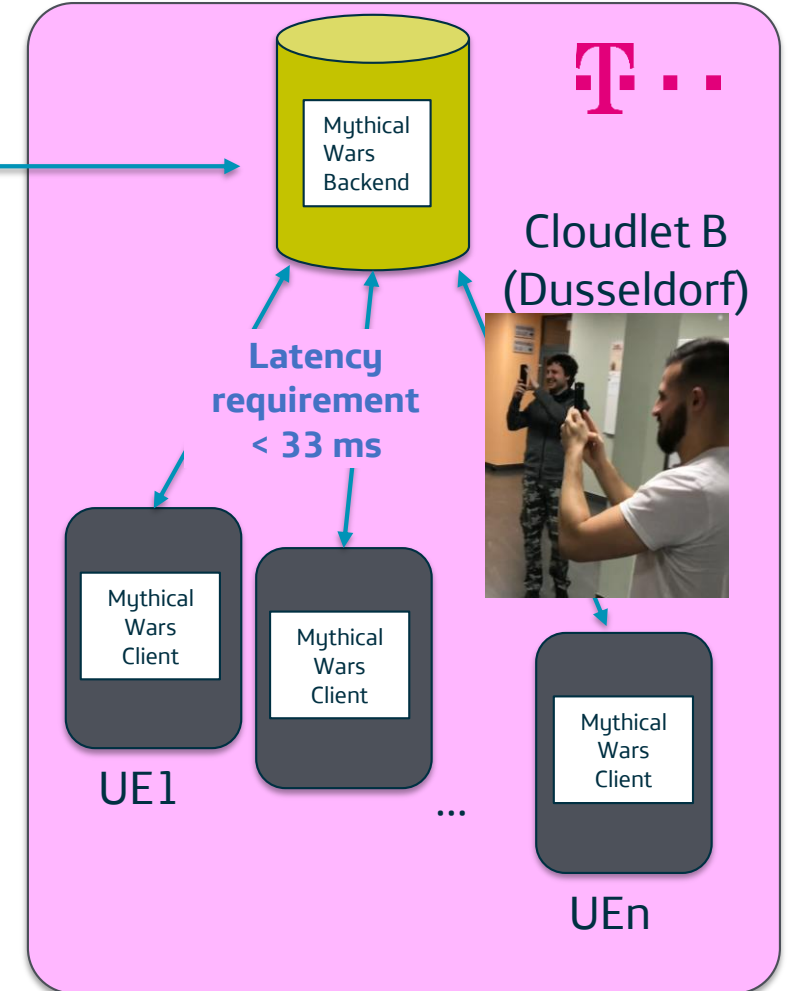 Mythical
Wars
Backend
T
Cloudlet B
(Dusseldorf)
Latency
requirement
< 33 ms
Mythical
Wars
Client
UE1
Mythical
Wars
Client
...
Mythical
Wars
Client
UEn